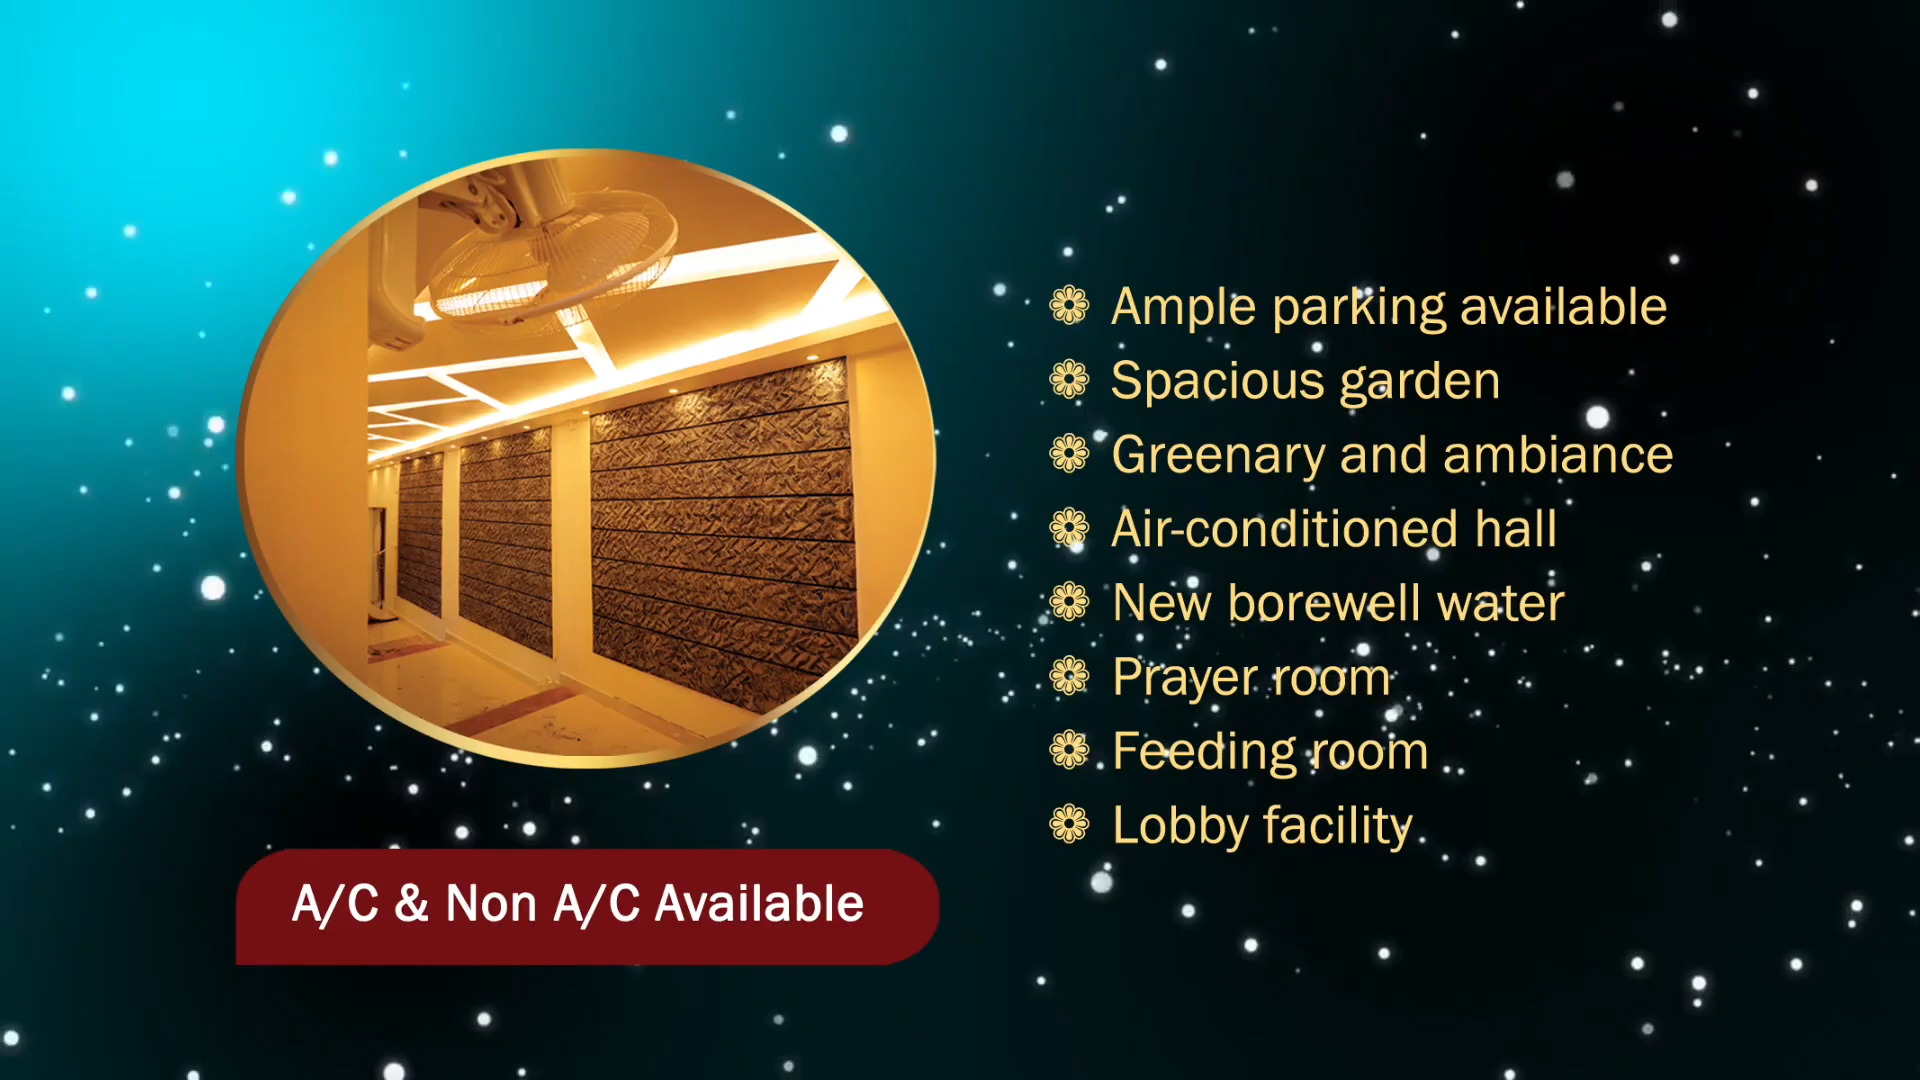 Ample parking available
Spacious garden
Greenary and ambiance
Air-conditioned hall
New borewell water
Prayer room
Feeding room
Lobby facility
A/C & Non A/C Available